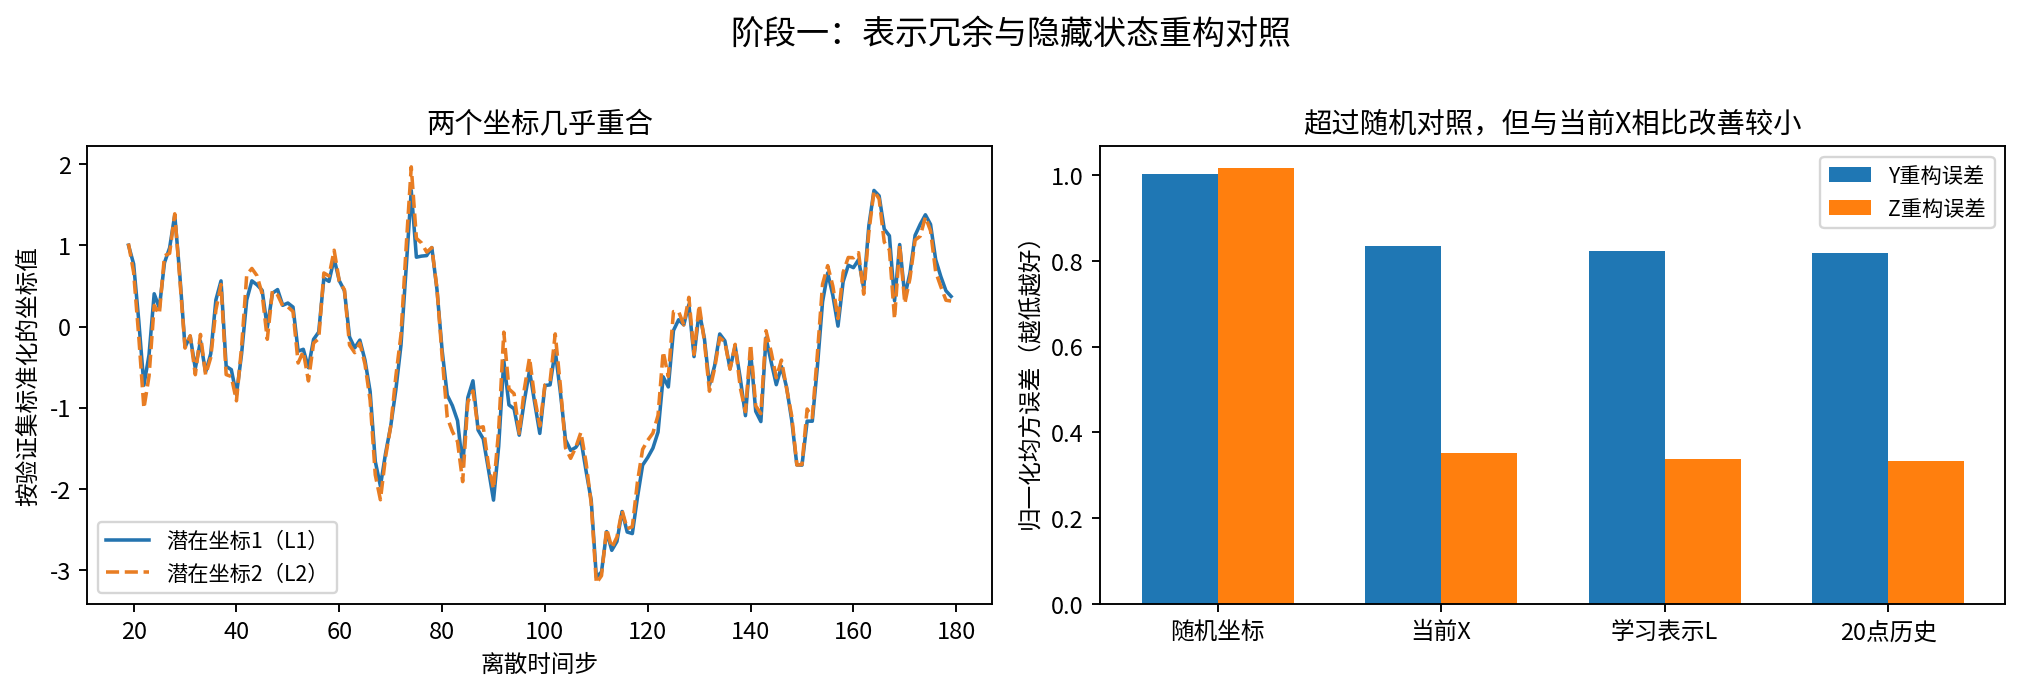 阶段一：表示冗余与隐藏状态重构对照
两个坐标几乎重合
按验证集标准化的坐标值
2
1
0
-1
-2
-3
潜在坐标1（L1）
潜在坐标2（L2）
20 40 60 80 100 120 140 160 180
离散时间步
超过随机对照，但与当前X相比改善较小
归一化均方误差（越低越好）
1.0
0.8
0.6
0.4
0.2
0.0
Y重构误差
Z重构误差
随机坐标 当前X 学习表示L 20点历史